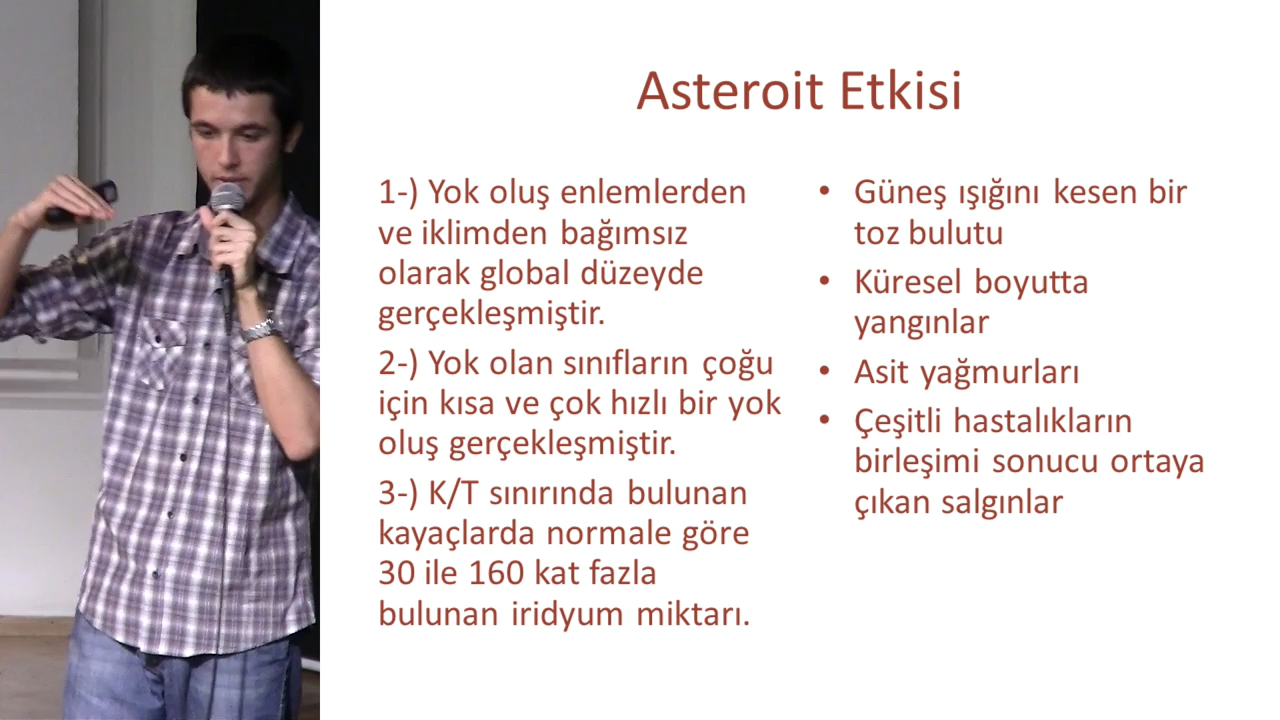 Asteroit Etkisi
1-) Yok oluş enlemlerden
ve iklimden bağımsız
olarak global düzeyde
gerçekleşmiştir.
2-) Yok olan sınıfların çoğu
için kısa ve çok hızlı bir yok
oluş gerçekleşmiştir.
3-) K/T sınırında bulunan
kayaçlarda normale göre
30 ile 160 kat fazla
bulunan iridyum miktarı.
• Güneş ışığını kesen bir
toz bulutu
• Küresel boyutta
yangınlar
• Asit yağmurları
• Çeşitli hastalıkların
birleşimi sonucu ortaya
çıkan salgınlar